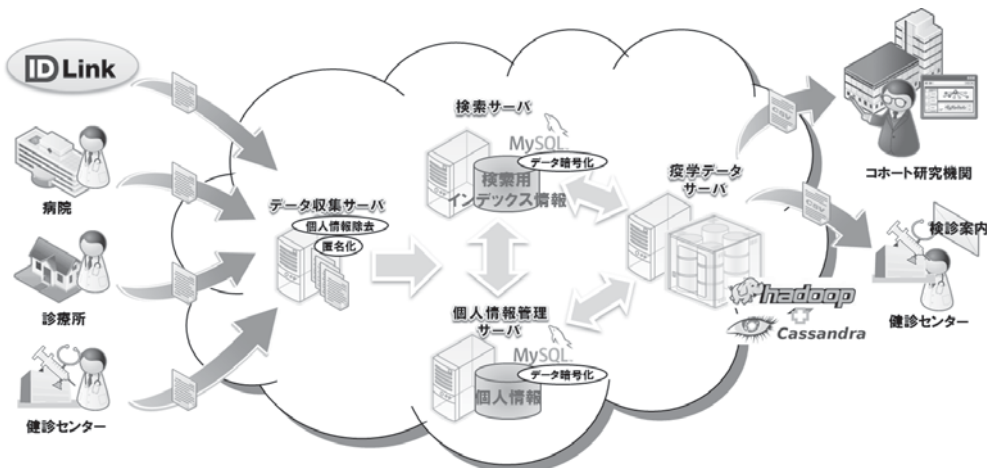 ID Link
病院
診療所
健診センター
データ収集サーバ
個人情報除去
匿名化
検索サーバ
MySQL
データ暗号化
検索用
インデックス情報
個人情報管理
サーバ
MySQL
データ暗号化
個人情報
疫学データ
サーバ
hadoop
Cassandra
CSV
コホート研究機関
CSV
検診案内
健診センター